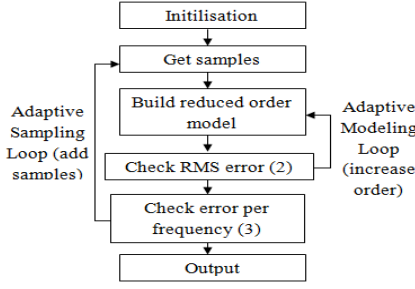 Initilisation
Get samples
Build reduced order
model
Check RMS error (2)
Check error per
frequency (3)
Output
Adaptive
Sampling
Loop (add
samples)
Adaptive
Modeling
Loop
(increase
order)